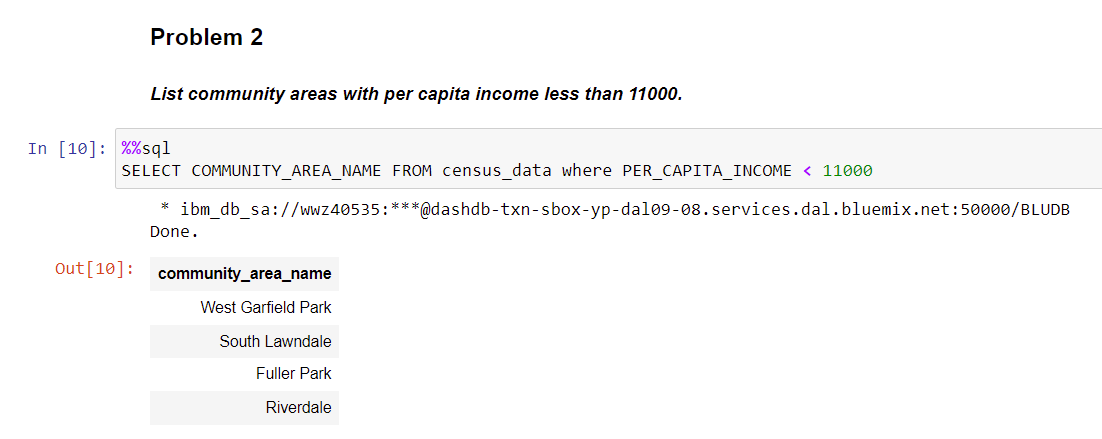 Problem 2
List community areas with per capita income less than 11000.
In [10]: %%sql
SELECT COMMUNITY_AREA_NAME FROM census_data where PER_CAPITA_INCOME < 11000
* ibm_db_sa://wwz40535:***@dashdb-txn-sbox-yp-dal09-08.services.dal.bluemix.net:50000/BLUDB
Done.
Out[10]: community_area_name
West Garfield Park
South Lawndale
Fuller Park
Riverdale